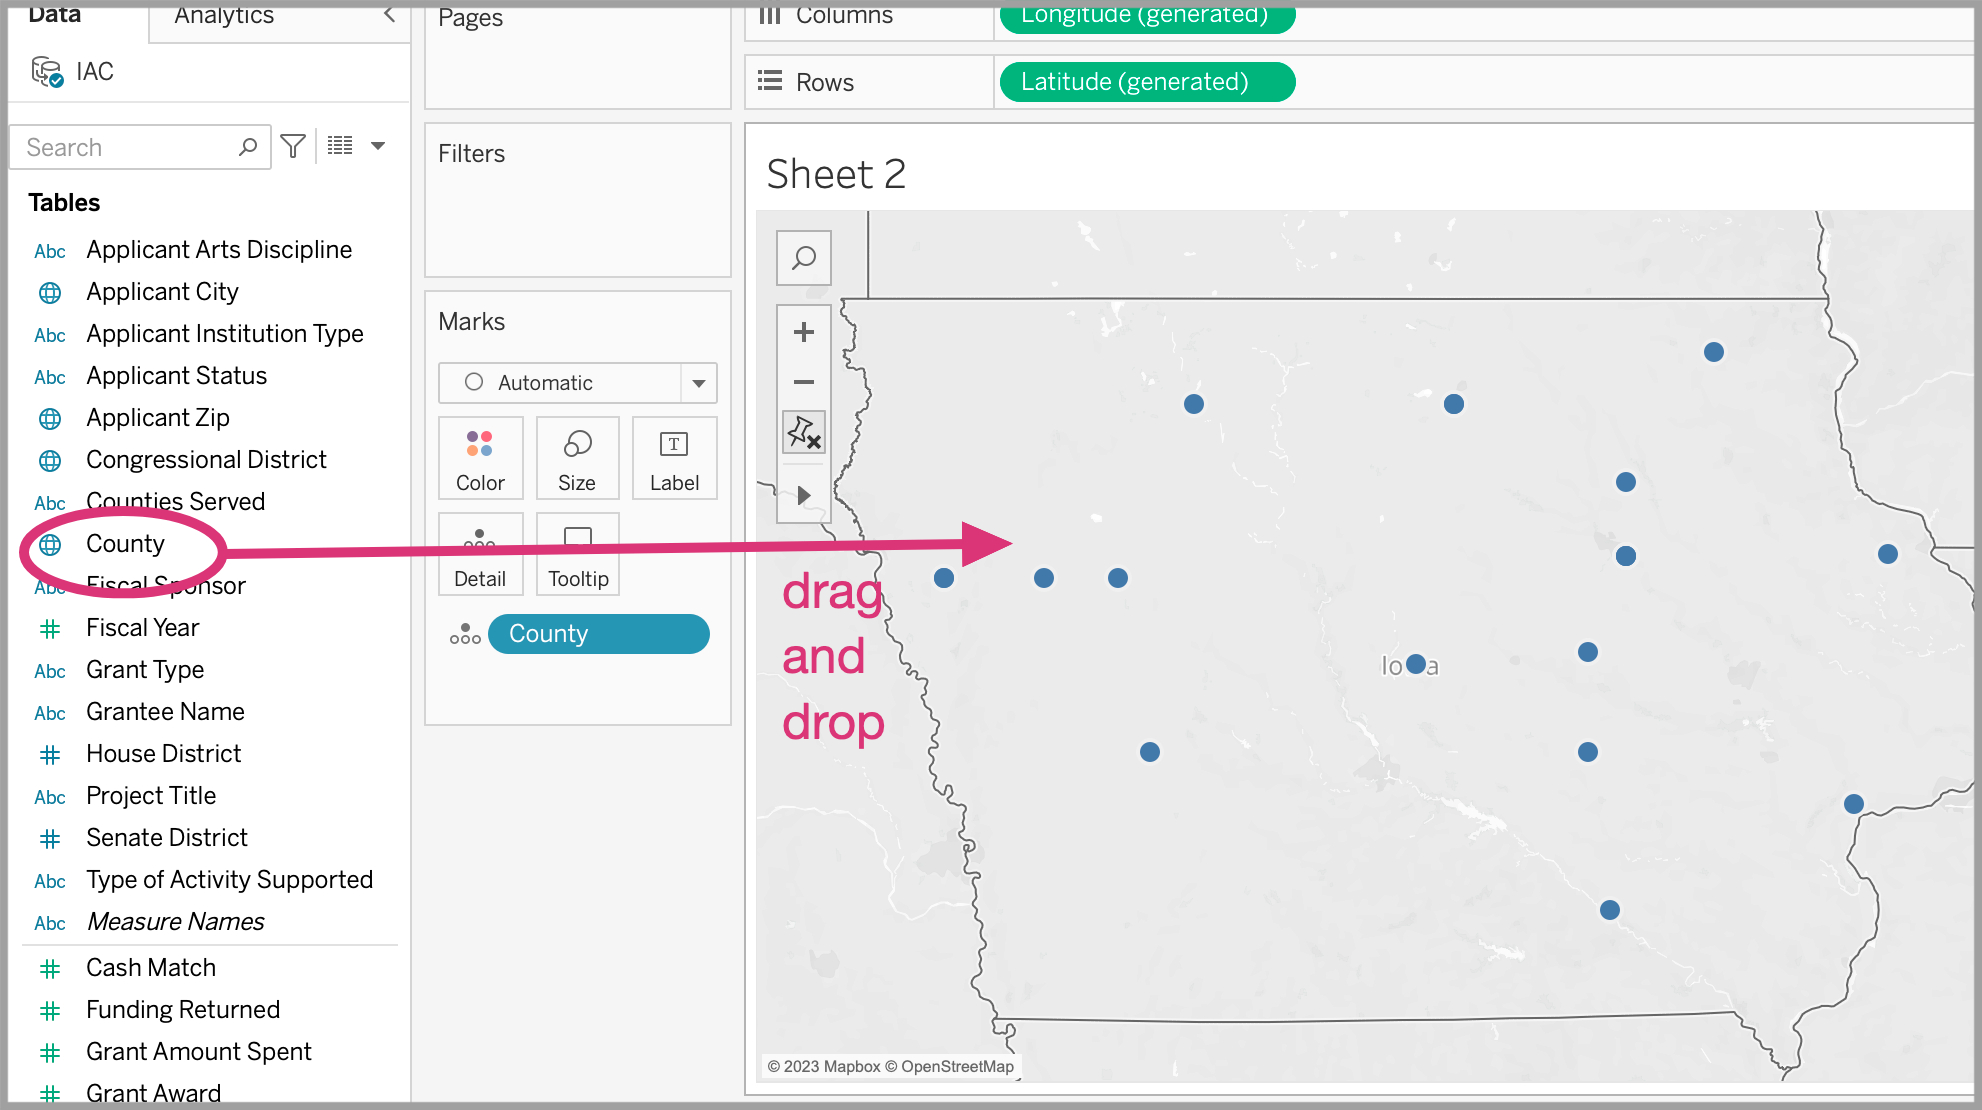 Data
Analytics
IAC
Search
Tables
Abc Applicant Arts Discipline
Applicant City
Abc Applicant Institution Type
Abc Applicant Status
Applicant Zip
Congressional District
Abc Counties Served
County
Abc Fiscal Sponsor
# Fiscal Year
Abc Grant Type
Abc Grantee Name
# House District
Abc Project Title
# Senate District
Abc Type of Activity Supported
Abc Measure Names
# Cash Match
# Funding Returned
# Grant Amount Spent
# Grant Award
Pages
Filters
Marks
Automatic
Color
Size
T
Label
Detail
Tooltip
County
Columns
Longitude (generated)
Rows
Latitude (generated)
Sheet 2
drag
and
drop
© 2023 Mapbox © OpenStreetMap